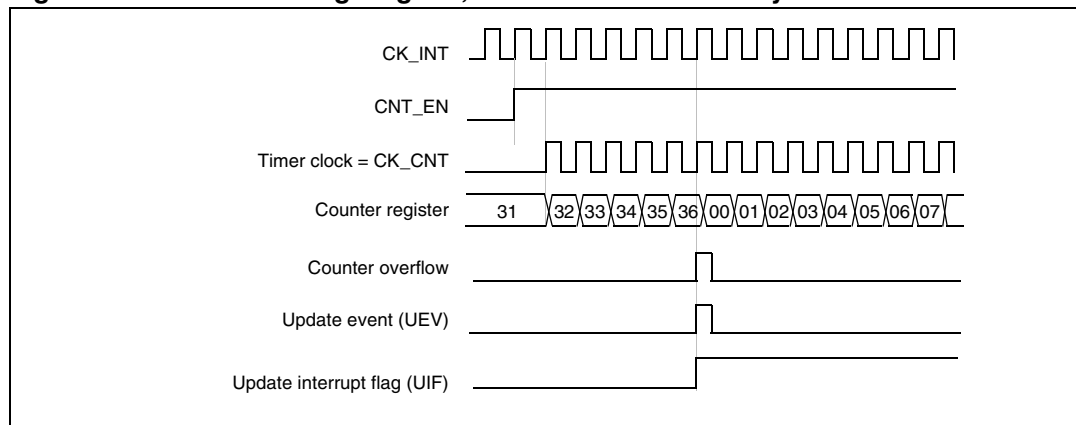 CK_INT
CNT_EN
Timer clock = CK_CNT
Counter register 31 32 33 34 35 36 00 01 02 03 04 05 06 07
Counter overflow
Update event (UEV)
Update interrupt flag (UIF)